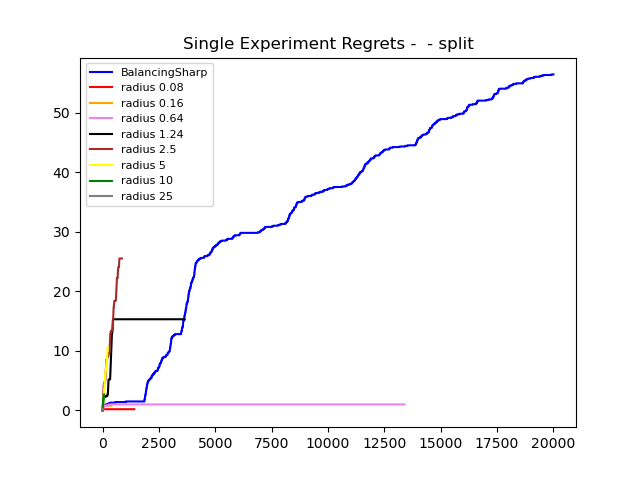 Single Experiment Regrets -  - split
BalancingSharp
radius 0.08
radius 0.16
radius 0.64
radius 1.24
radius 2.5
radius 5
radius 10
radius 25
50
40
30
20
10
0
0 2500 5000 7500 10000 12500 15000 17500 20000